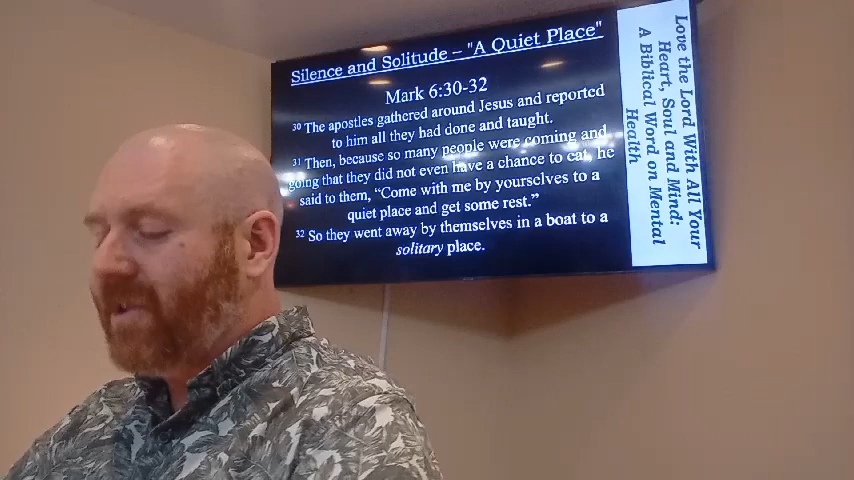 Silence and Solitude – "A Quiet Place"
Mark 6:30-32
30 The apostles gathered around Jesus and reported
to him all they had done and taught.
31 Then, because so many people were coming and
going that they did not even have a chance to eat, he
said to them, “Come with me by yourselves to a
quiet place and get some rest.”
32 So they went away by themselves in a boat to a
solitary place.
Love the Lord With All Your
Heart, Soul and Mind:
A Biblical Word on Mental
Health